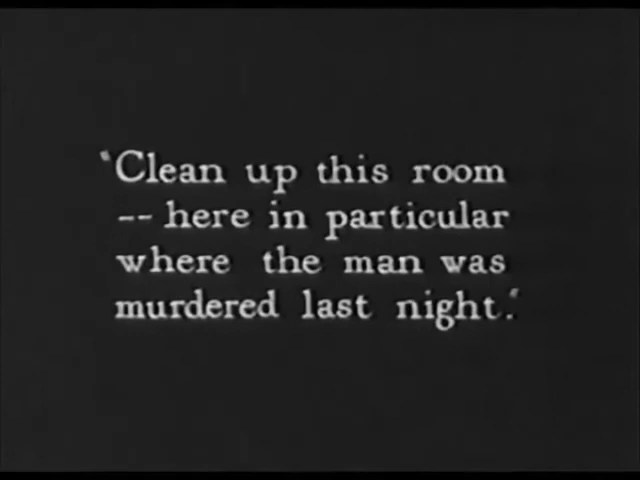 "Clean up this room
-- here in particular
where the man was
murdered last night."